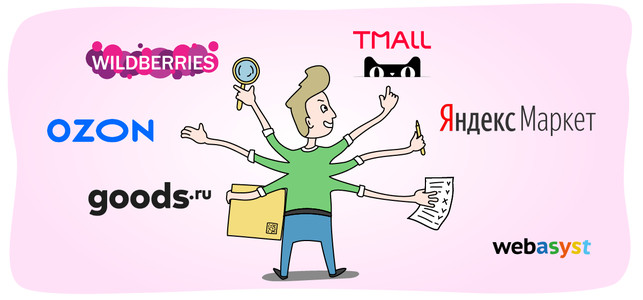 WILDBERRIES
TMALL
OZON
Яндекс Маркет
goods.ru
webasyst